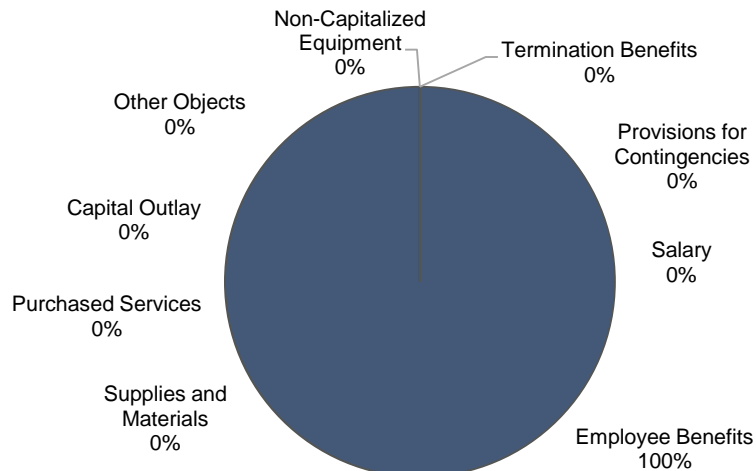 Non-Capitalized
Equipment
0%
Termination Benefits
0%
Other Objects
0%
Provisions for
Contingencies
0%
Capital Outlay
0%
Salary
0%
Purchased Services
0%
Supplies and
Materials
0%
Employee Benefits
100%